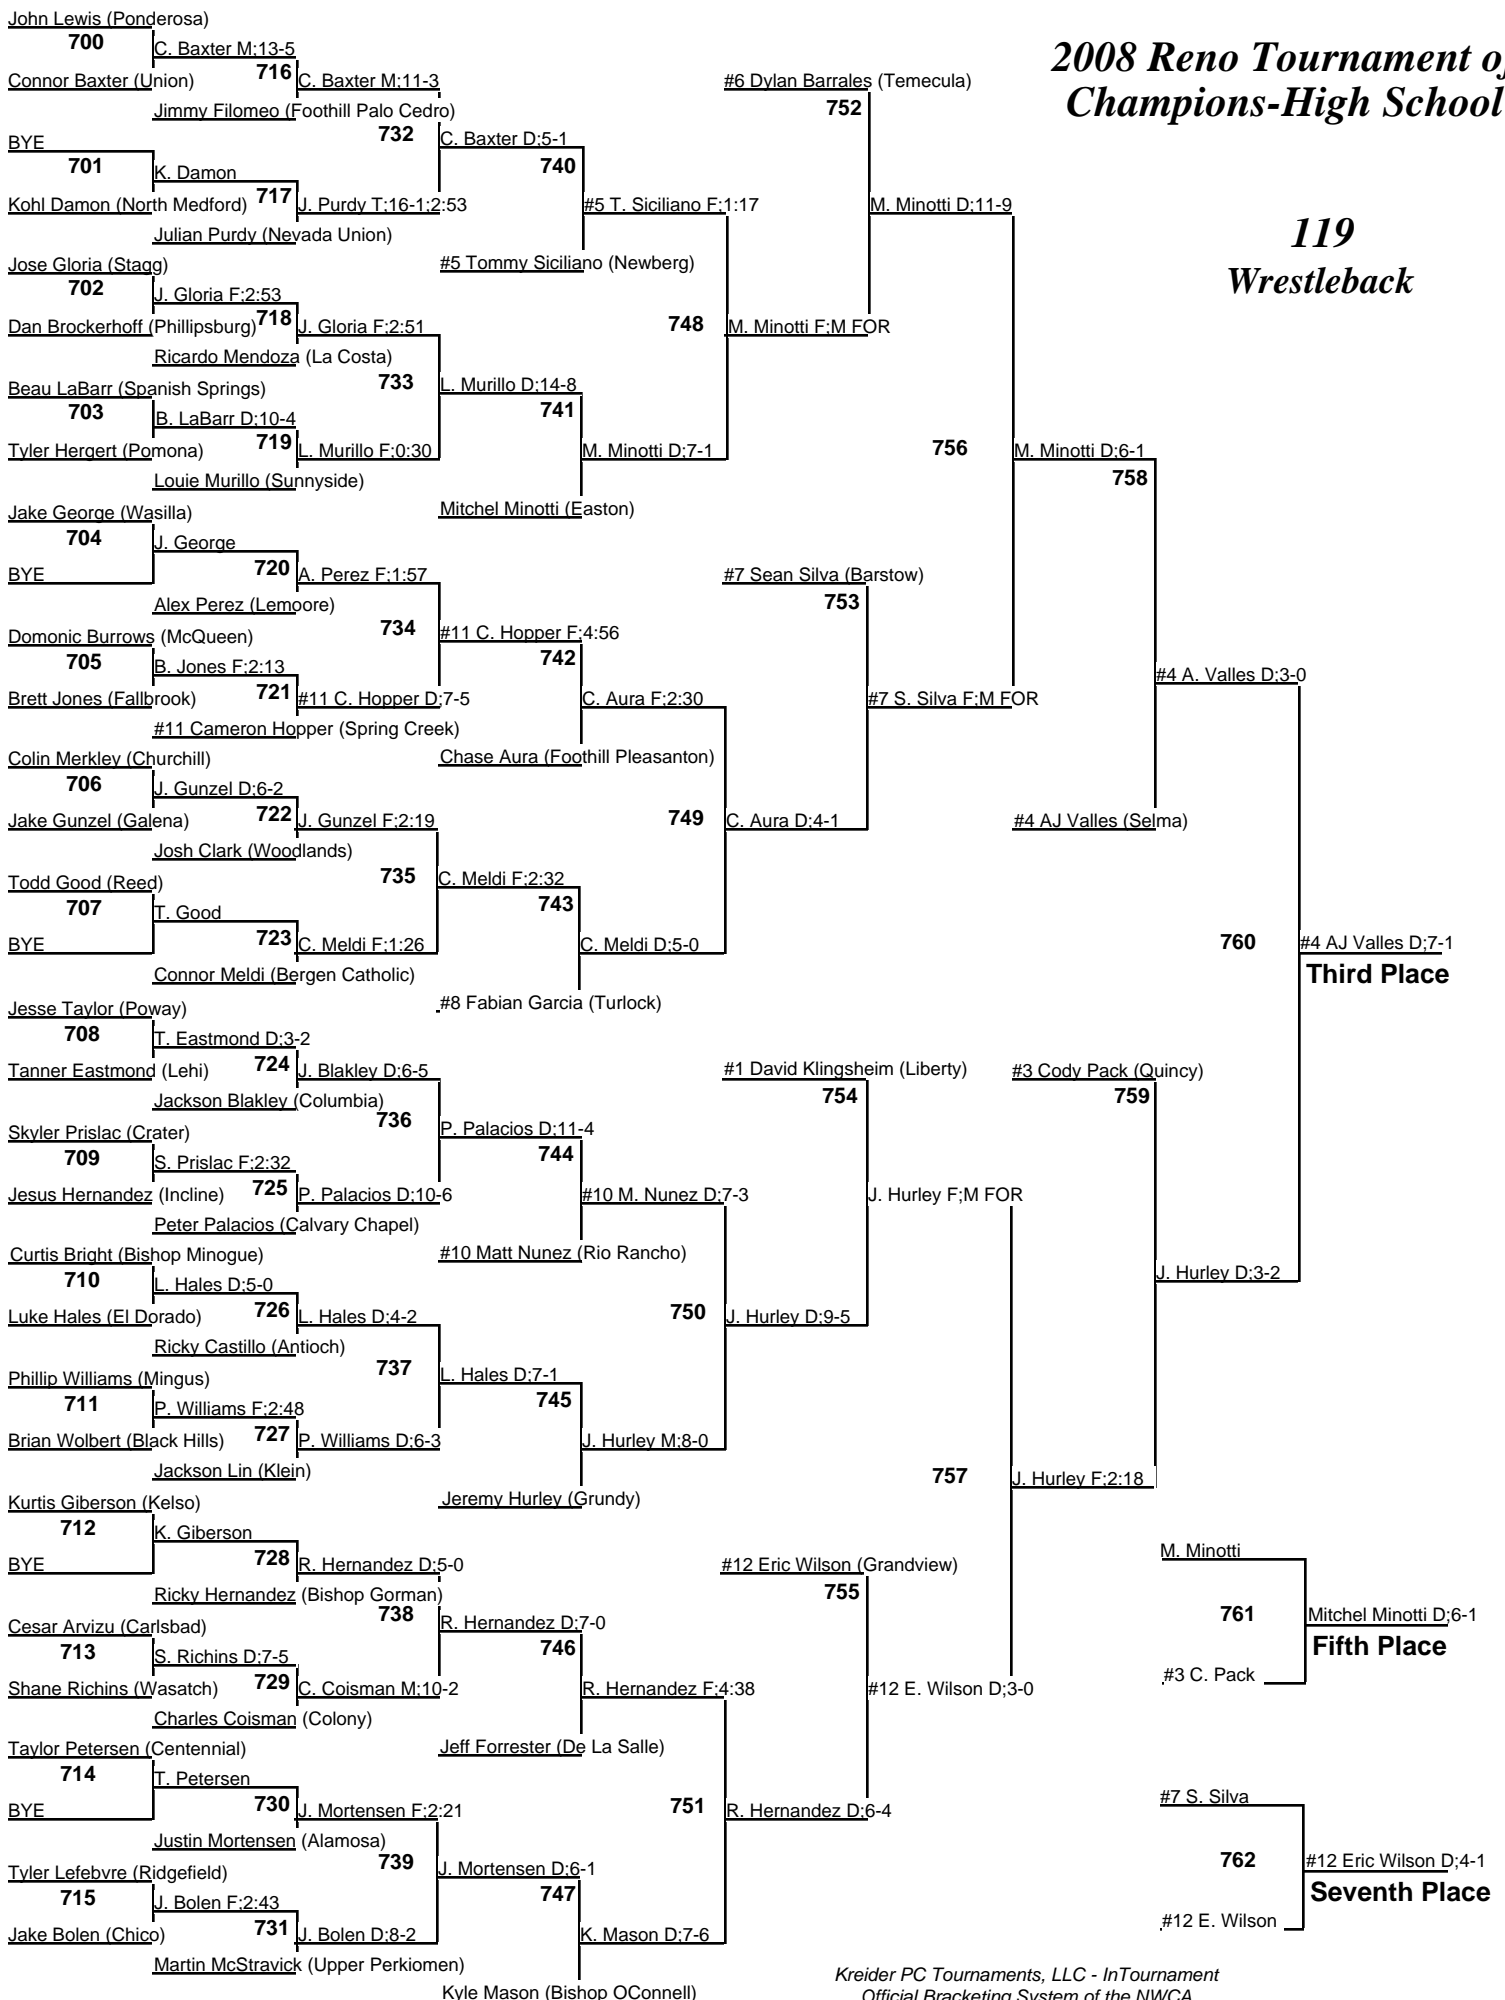 2008 Reno Tournament of
Champions-High School
119
Wrestleback
John Lewis (Ponderosa)
700
C. Baxter M;13-5
Connor Baxter (Union)
716
C. Baxter M;11-3
Jimmy Filomeo (Foothill Palo Cedro)
732
C. Baxter D;5-1
BYE
701
K. Damon
Kohl Damon (North Medford)
717
J. Purdy T;16-1;2:53
Julian Purdy (Nevada Union)
740
#5 T. Siciliano F;1:17
#5 Tommy Siciliano (Newberg)
Jose Gloria (Stagg)
702
J. Gloria F;2:53
Dan Brockerhoff (Phillipsburg)
718
J. Gloria F;2:51
Ricardo Mendoza (La Costa)
733
L. Murillo D;14-8
Beau LaBarr (Spanish Springs)
703
B. LaBarr D;10-4
Tyler Hergert (Pomona)
719
L. Murillo F;0:30
Louie Murillo (Sunnyside)
741
M. Minotti D;7-1
Mitchel Minotti (Easton)
748
M. Minotti F;M FOR
#6 Dylan Barrales (Temecula)
752
M. Minotti D;11-9
Jake George (Wasilla)
704
J. George
BYE
720
A. Perez F;1:57
Alex Perez (Lemoore)
734
#11 C. Hopper F;4:56
Domonic Burrows (McQueen)
705
B. Jones F;2:13
Brett Jones (Fallbrook)
721
#11 C. Hopper D;7-5
#11 Cameron Hopper (Spring Creek)
742
C. Aura F;2:30
Chase Aura (Foothill Pleasanton)
Colin Merkley (Churchill)
706
J. Gunzel D;6-2
Jake Gunzel (Galena)
722
J. Gunzel F;2:19
Josh Clark (Woodlands)
735
C. Meldi F;2:32
Todd Good (Reed)
707
T. Good
BYE
723
C. Meldi F;1:26
Connor Meldi (Bergen Catholic)
743
C. Meldi D;5-0
#8 Fabian Garcia (Turlock)
749
C. Aura D;4-1
#7 Sean Silva (Barstow)
753
#7 S. Silva F;M FOR
756
M. Minotti D;6-1
758
#4 A. Valles D;3-0
#4 AJ Valles (Selma)
Jesse Taylor (Poway)
708
T. Eastmond D;3-2
Tanner Eastmond (Lehi)
724
J. Blakley D;6-5
Jackson Blakley (Columbia)
736
P. Palacios D;11-4
Skyler Prislac (Crater)
709
S. Prislac F;2:32
Jesus Hernandez (Incline)
725
P. Palacios D;10-6
Peter Palacios (Calvary Chapel)
744
#10 M. Nunez D;7-3
#10 Matt Nunez (Rio Rancho)
Curtis Bright (Bishop Minogue)
710
L. Hales D;5-0
Luke Hales (El Dorado)
726
L. Hales D;4-2
Ricky Castillo (Antioch)
737
L. Hales D;7-1
Phillip Williams (Mingus)
711
P. Williams F;2:48
Brian Wolbert (Black Hills)
727
P. Williams D;6-3
Jackson Lin (Klein)
745
J. Hurley M;8-0
Jeremy Hurley (Grundy)
750
J. Hurley D;9-5
#1 David Klingsheim (Liberty)
754
J. Hurley F;M FOR
Kurtis Giberson (Kelso)
712
K. Giberson
BYE
728
R. Hernandez D;5-0
Ricky Hernandez (Bishop Gorman)
738
R. Hernandez D;7-0
Cesar Arvizu (Carlsbad)
713
S. Richins D;7-5
Shane Richins (Wasatch)
729
C. Coisman M;10-2
Charles Coisman (Colony)
746
R. Hernandez F;4:38
Jeff Forrester (De La Salle)
Taylor Petersen (Centennial)
714
T. Petersen
BYE
730
J. Mortensen F;2:21
Justin Mortensen (Alamosa)
739
J. Mortensen D;6-1
Tyler Lefebvre (Ridgefield)
715
J. Bolen F;2:43
Jake Bolen (Chico)
731
J. Bolen D;8-2
Martin McStravick (Upper Perkiomen)
747
K. Mason D;7-6
Kyle Mason (Bishop OConnell)
751
R. Hernandez D;6-4
#12 Eric Wilson (Grandview)
755
#12 E. Wilson D;3-0
757
J. Hurley F;2:18
#3 Cody Pack (Quincy)
759
J. Hurley D;3-2
760
#4 AJ Valles D;7-1
Third Place
M. Minotti
761
Mitchel Minotti D;6-1
Fifth Place
#3 C. Pack
#7 S. Silva
762
#12 Eric Wilson D;4-1
Seventh Place
#12 E. Wilson
Kreider PC Tournaments, LLC - InTournament
Official Bracketing System of the NWCA